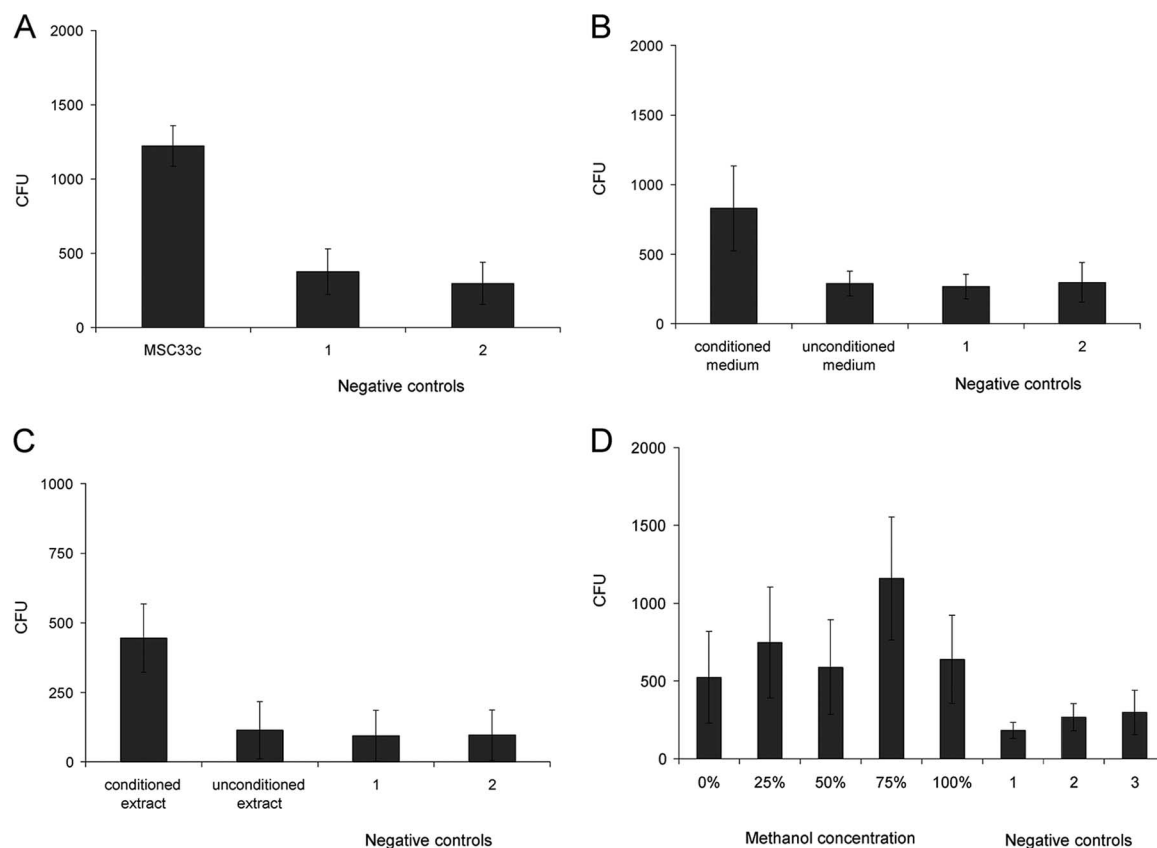 A
2000
1500
1000
500
0
CFU
MSC33c 1 2
Negative controls
B
2000
1500
1000
500
0
CFU
conditioned unconditioned 1 2
medium medium
Negative controls
C
1000
750
500
250
0
CFU
conditioned unconditioned 1 2
extract extract
Negative controls
D
2000
1500
1000
500
0
CFU
0% 25% 50% 75% 100% 1 2 3
Methanol concentration Negative controls